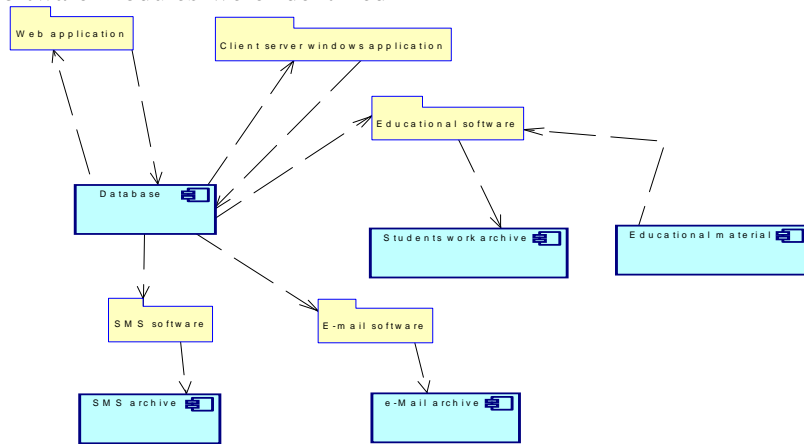 Web application
Client server windows application
Educational software
Database
Students work archive
Educational material
SMS software
E-mail software
SMS archive
e-Mail archive